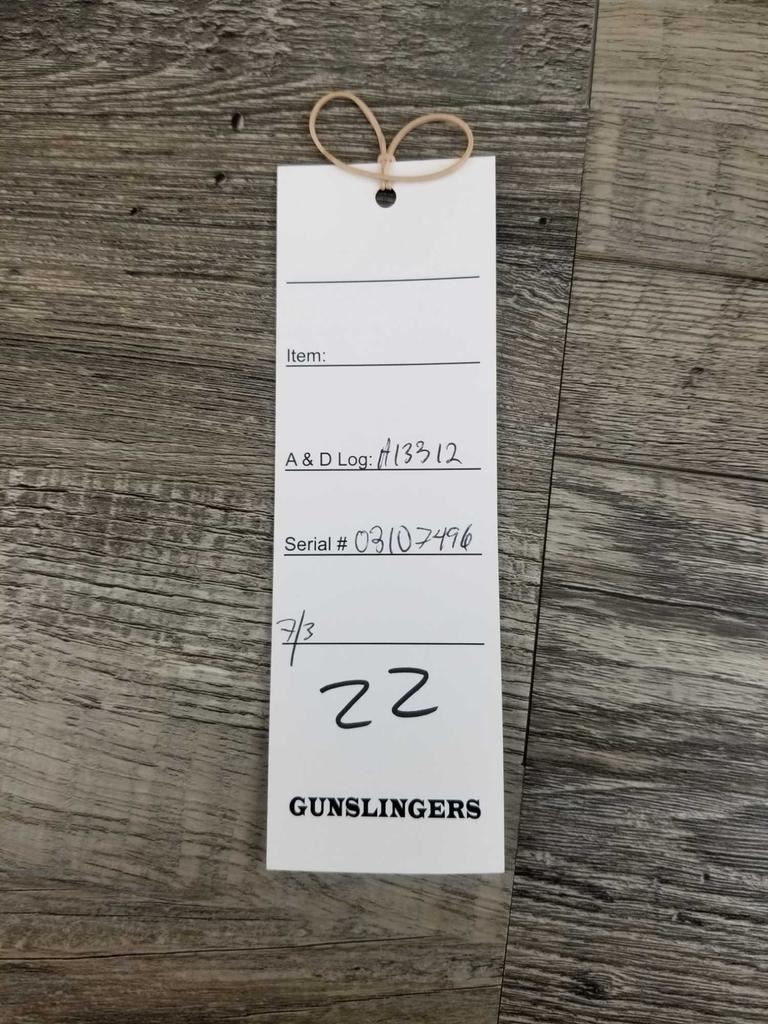 Item:
A & D Log: A13312
Serial # 03107496
7/3
22
GUNSLINGERS